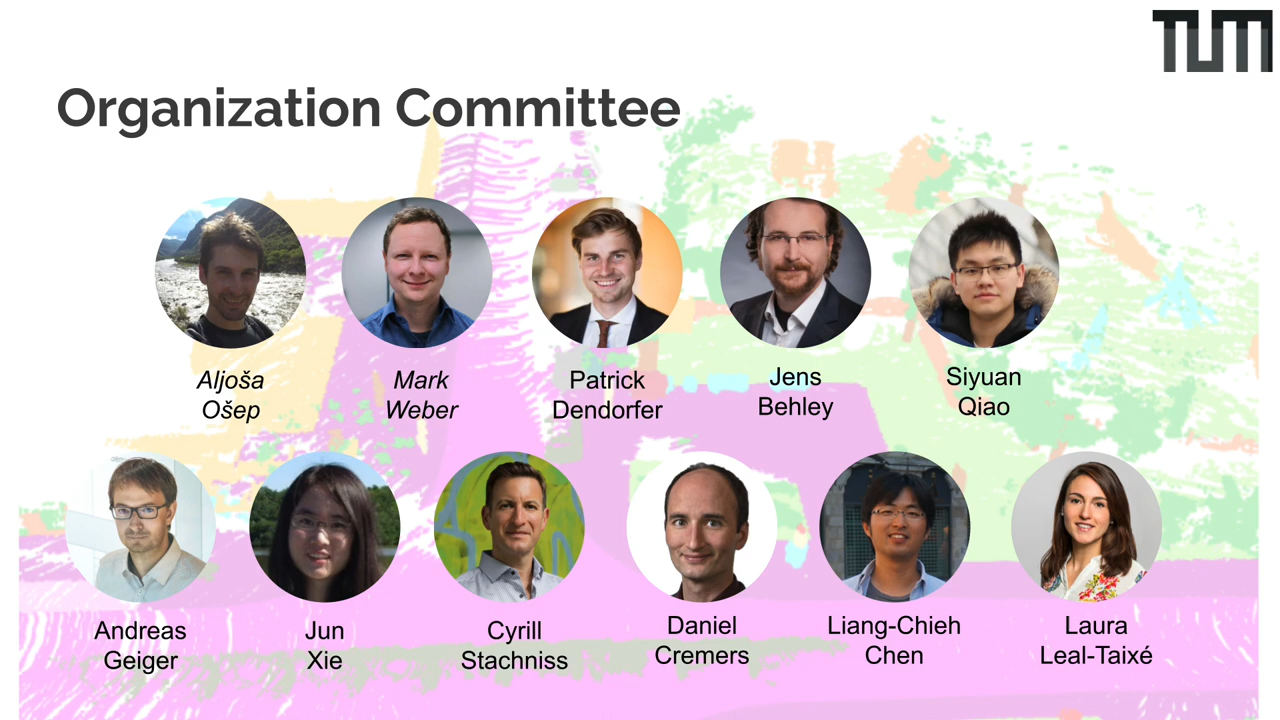 TUM
Organization Committee
Aljoša
Ošep
Mark
Weber
Patrick
Dendorfer
Jens
Behley
Siyuan
Qiao
Andreas
Geiger
Jun
Xie
Cyrill
Stachniss
Daniel
Cremers
Liang-Chieh
Chen
Laura
Leal-Taixé